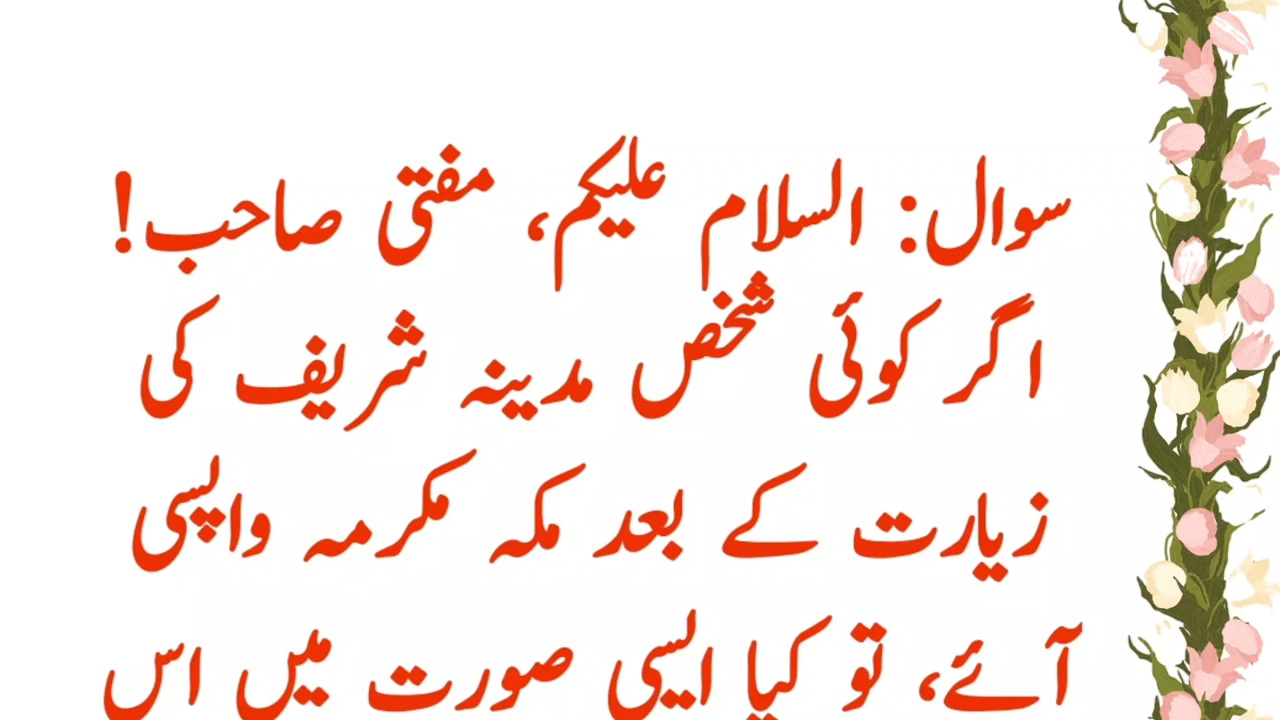 سوال: السلام علیکم، مفتی صاحب!
اگر کوئی شخص مدینہ شریف کی
زیارت کے بعد مکہ مکرمہ واپسی
آئے، تو کیا ایسی صورت میں اس